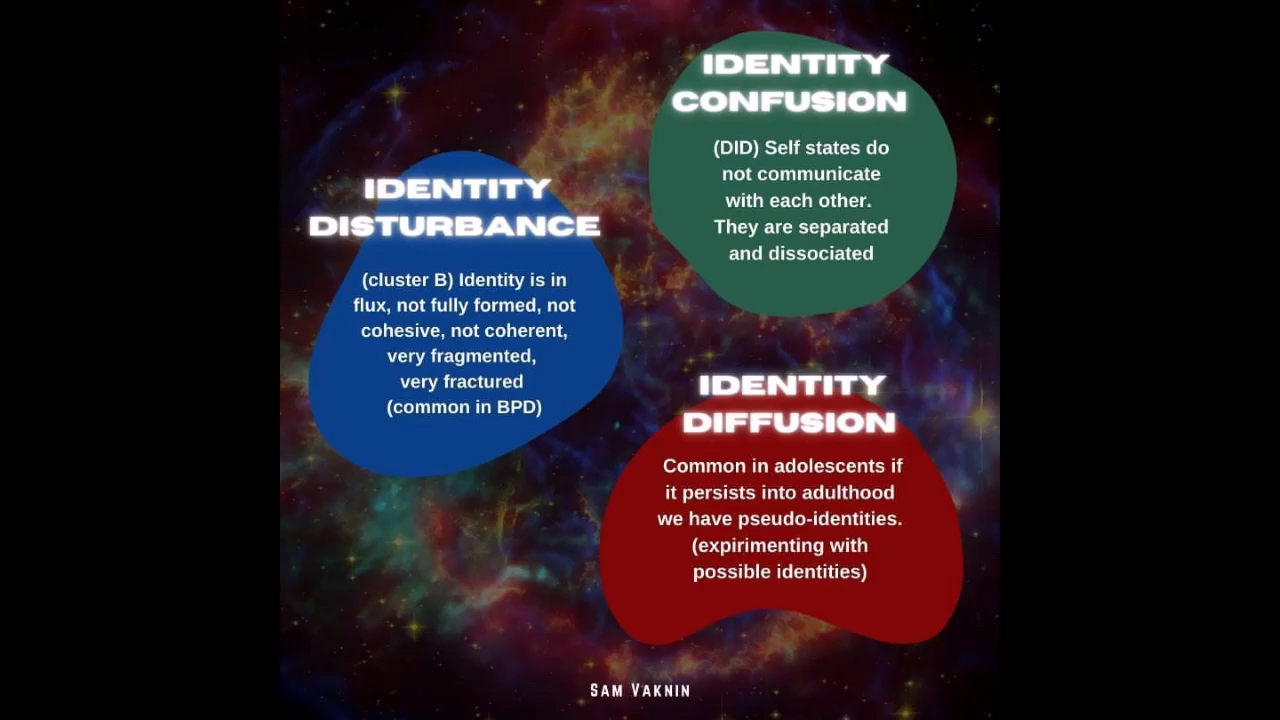 IDENTITY
DISTURBANCE
(cluster B) Identity is in
flux, not fully formed, not
cohesive, not coherent,
very fragmented,
very fractured
(common in BPD)
IDENTITY
CONFUSION
(DID) Self states do
not communicate
with each other.
They are separated
and dissociated
IDENTITY
DIFFUSION
Common in adolescents if
it persists into adulthood
we have pseudo-identities.
(expirimenting with
possible identities)
SAM VAKNIN